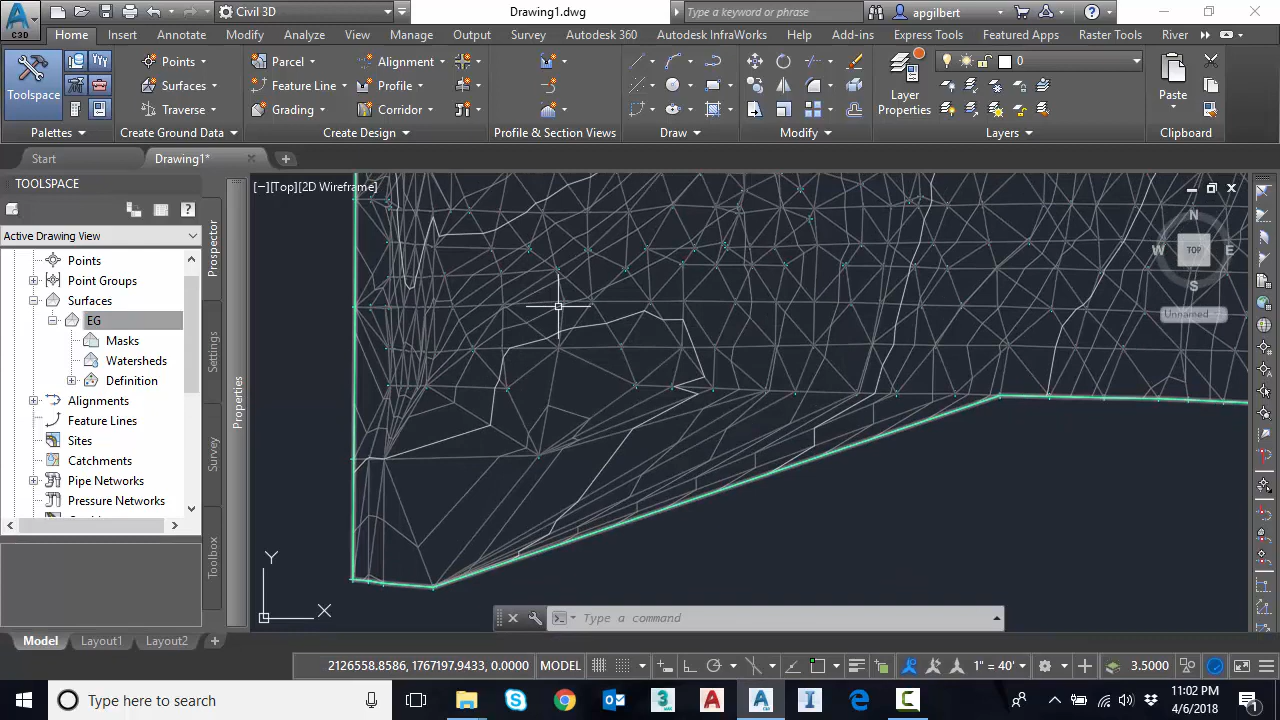 Civil 3D
Drawing1.dwg
Type a keyword or phrase
apgilbert
C3D
Home Insert Annotate Modify Analyze View Manage Output Survey Autodesk 360 Autodesk InfraWorks Help Add-ins Express Tools Featured Apps Raster Tools River
Toolspace
Points
Surfaces
Traverse
Parcel
Feature Line
Grading
Alignment
Profile
Corridor
Layer
Properties
0
Paste
Palettes Create Ground Data Create Design Profile & Section Views Draw Modify Layers Clipboard
Start Drawing1*
TOOLSPACE
[−][Top][2D Wireframe]
Active Drawing View
Points
Point Groups
Surfaces
EG
Masks
Watersheds
Definition
Alignments
Feature Lines
Sites
Catchments
Pipe Networks
Pressure Networks
Prospector
Settings
Survey
Toolbox
Properties
N
W TOP E
S
Unnamed
Y
X
Type a command
Model Layout1 Layout2
2126558.8586, 1767197.9433, 0.0000 MODEL 1" = 40' 3.5000
Type here to search
3
MAX
A
A
C3D
I
C
11:02 PM
4/6/2018
1